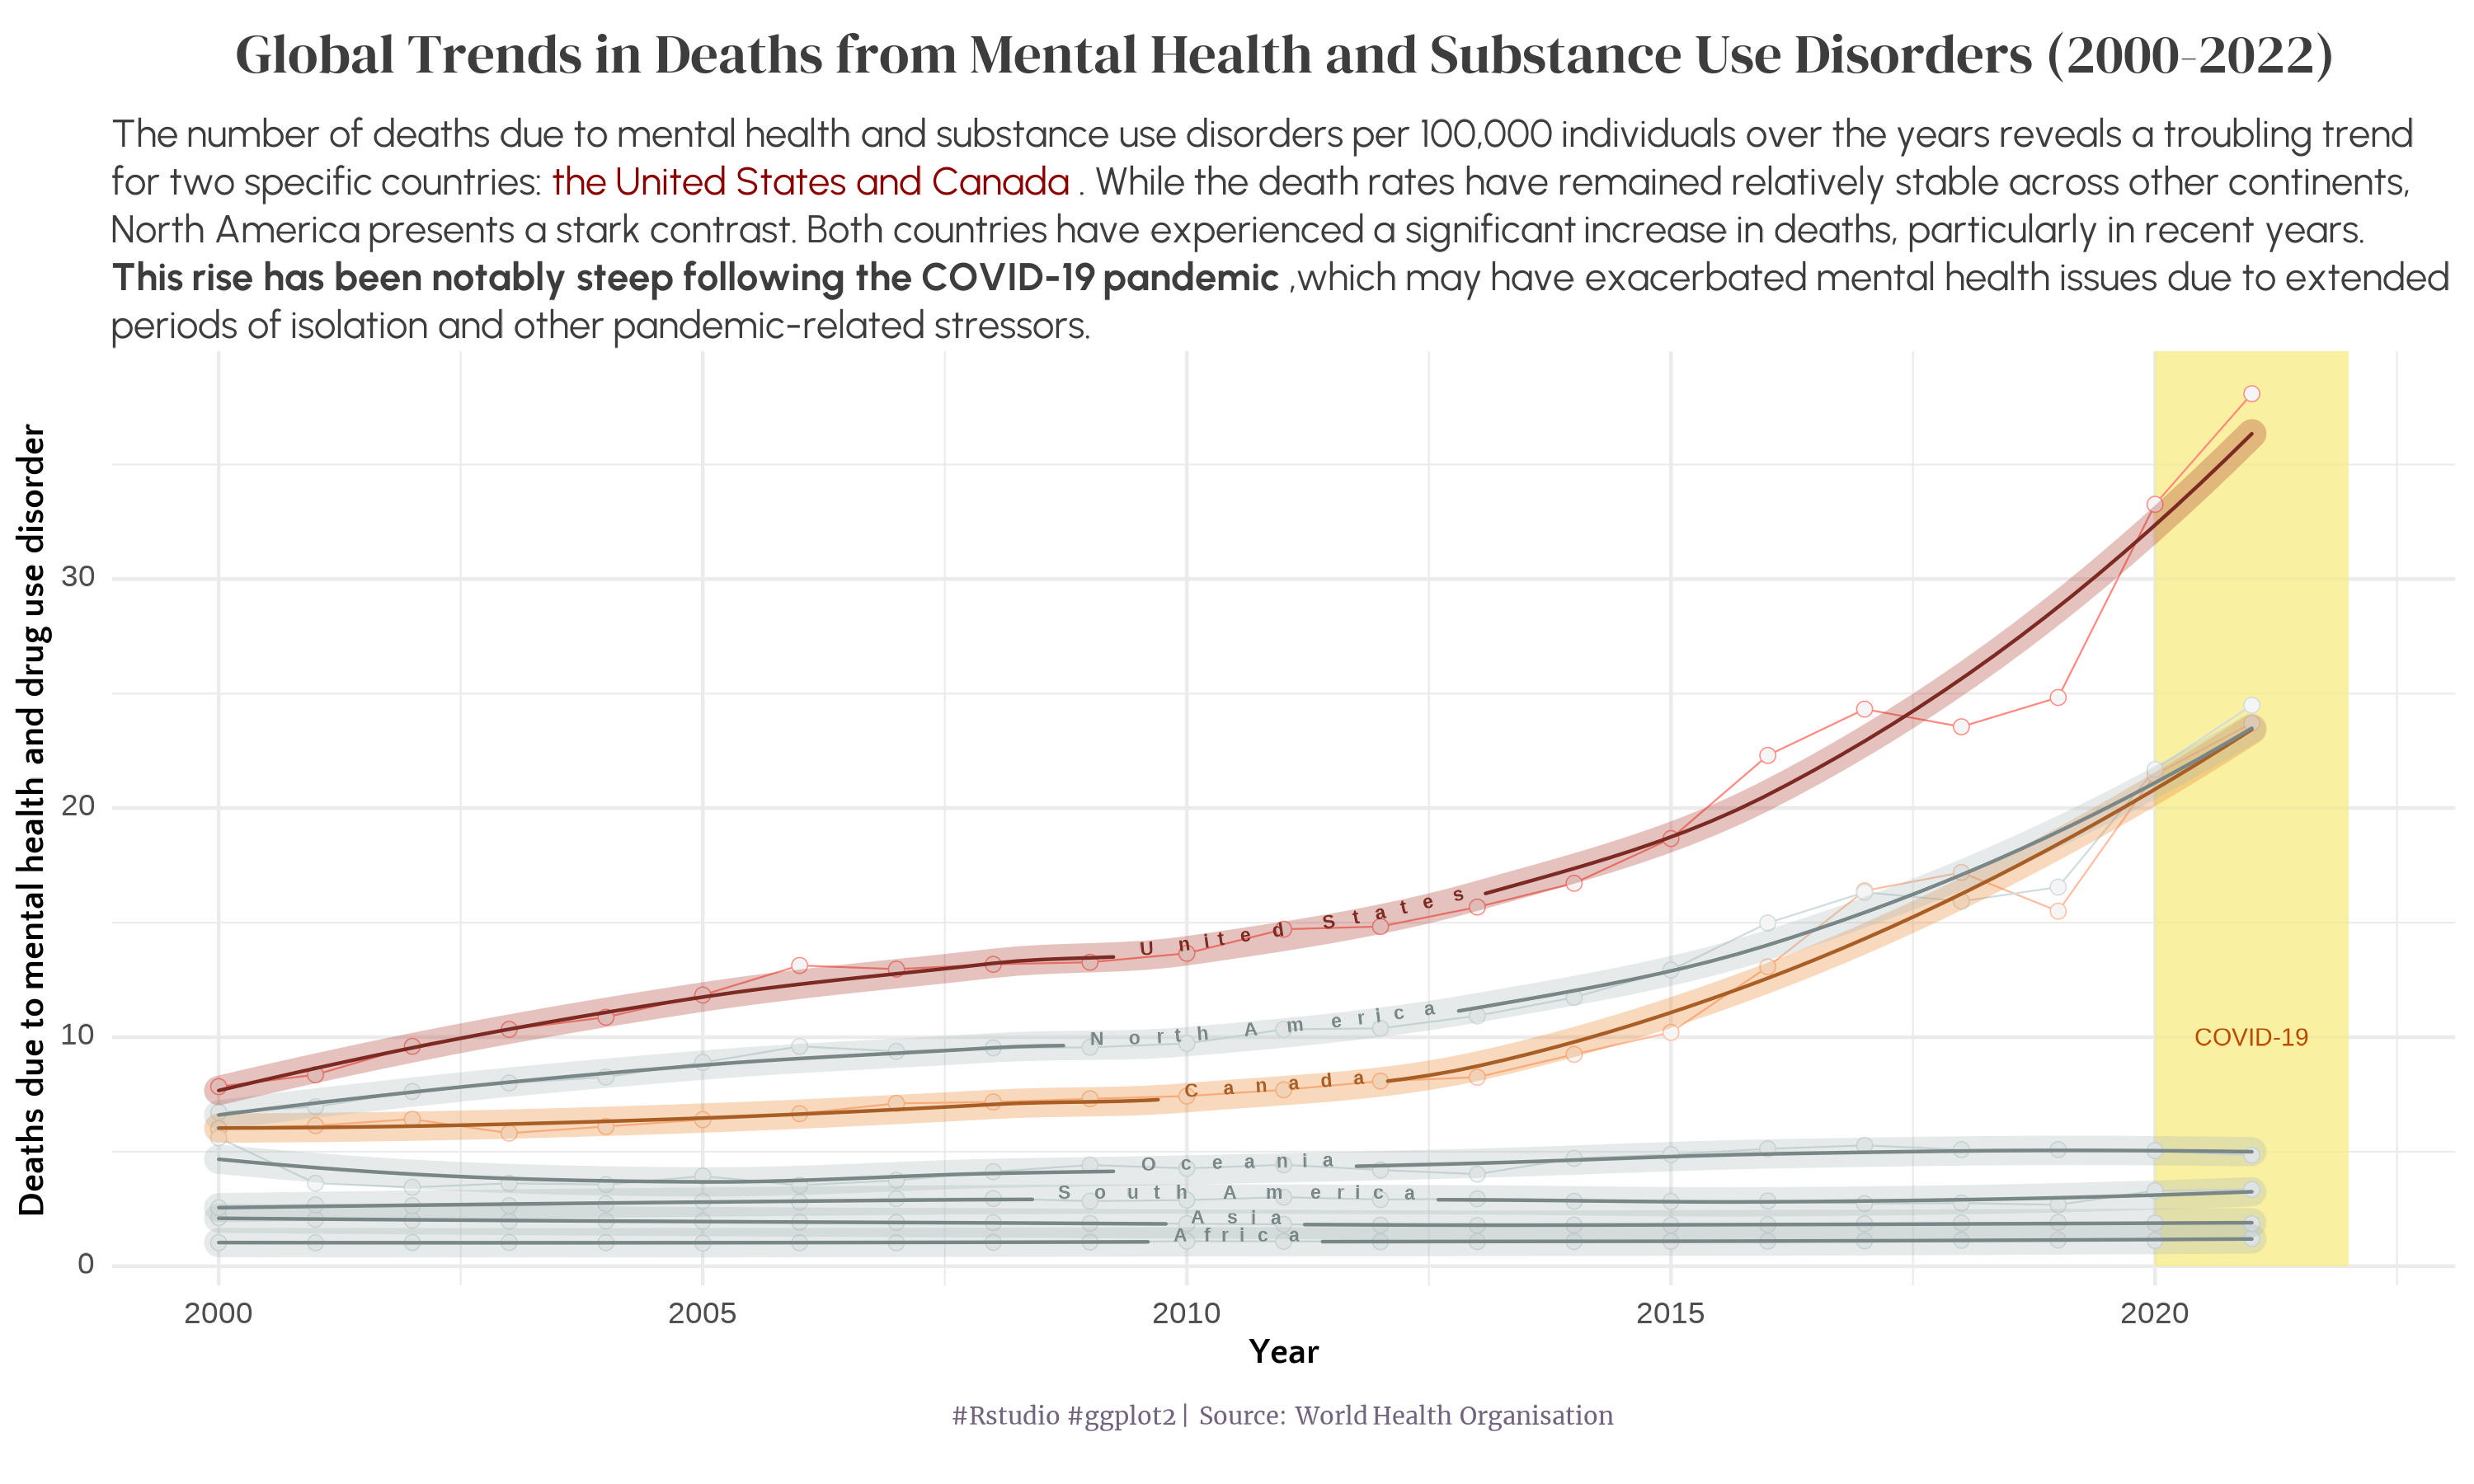 Global Trends in Deaths from Mental Health and Substance Use Disorders (2000-2022)
The number of deaths due to mental health and substance use disorders per 100,000 individuals over the years reveals a troubling trend
for two specific countries: the United States and Canada . While the death rates have remained relatively stable across other continents,
North America presents a stark contrast. Both countries have experienced a significant increase in deaths, particularly in recent years.
This rise has been notably steep following the COVID-19 pandemic ,which may have exacerbated mental health issues due to extended
periods of isolation and other pandemic-related stressors.
Deaths due to mental health and drug use disorder
30
20
10
0
United States
North America
Canada
Oceania
South America
Asia
Africa
COVID-19
2000 2005 2010 2015 2020
Year
#Rstudio #ggplot2 | Source: World Health Organisation